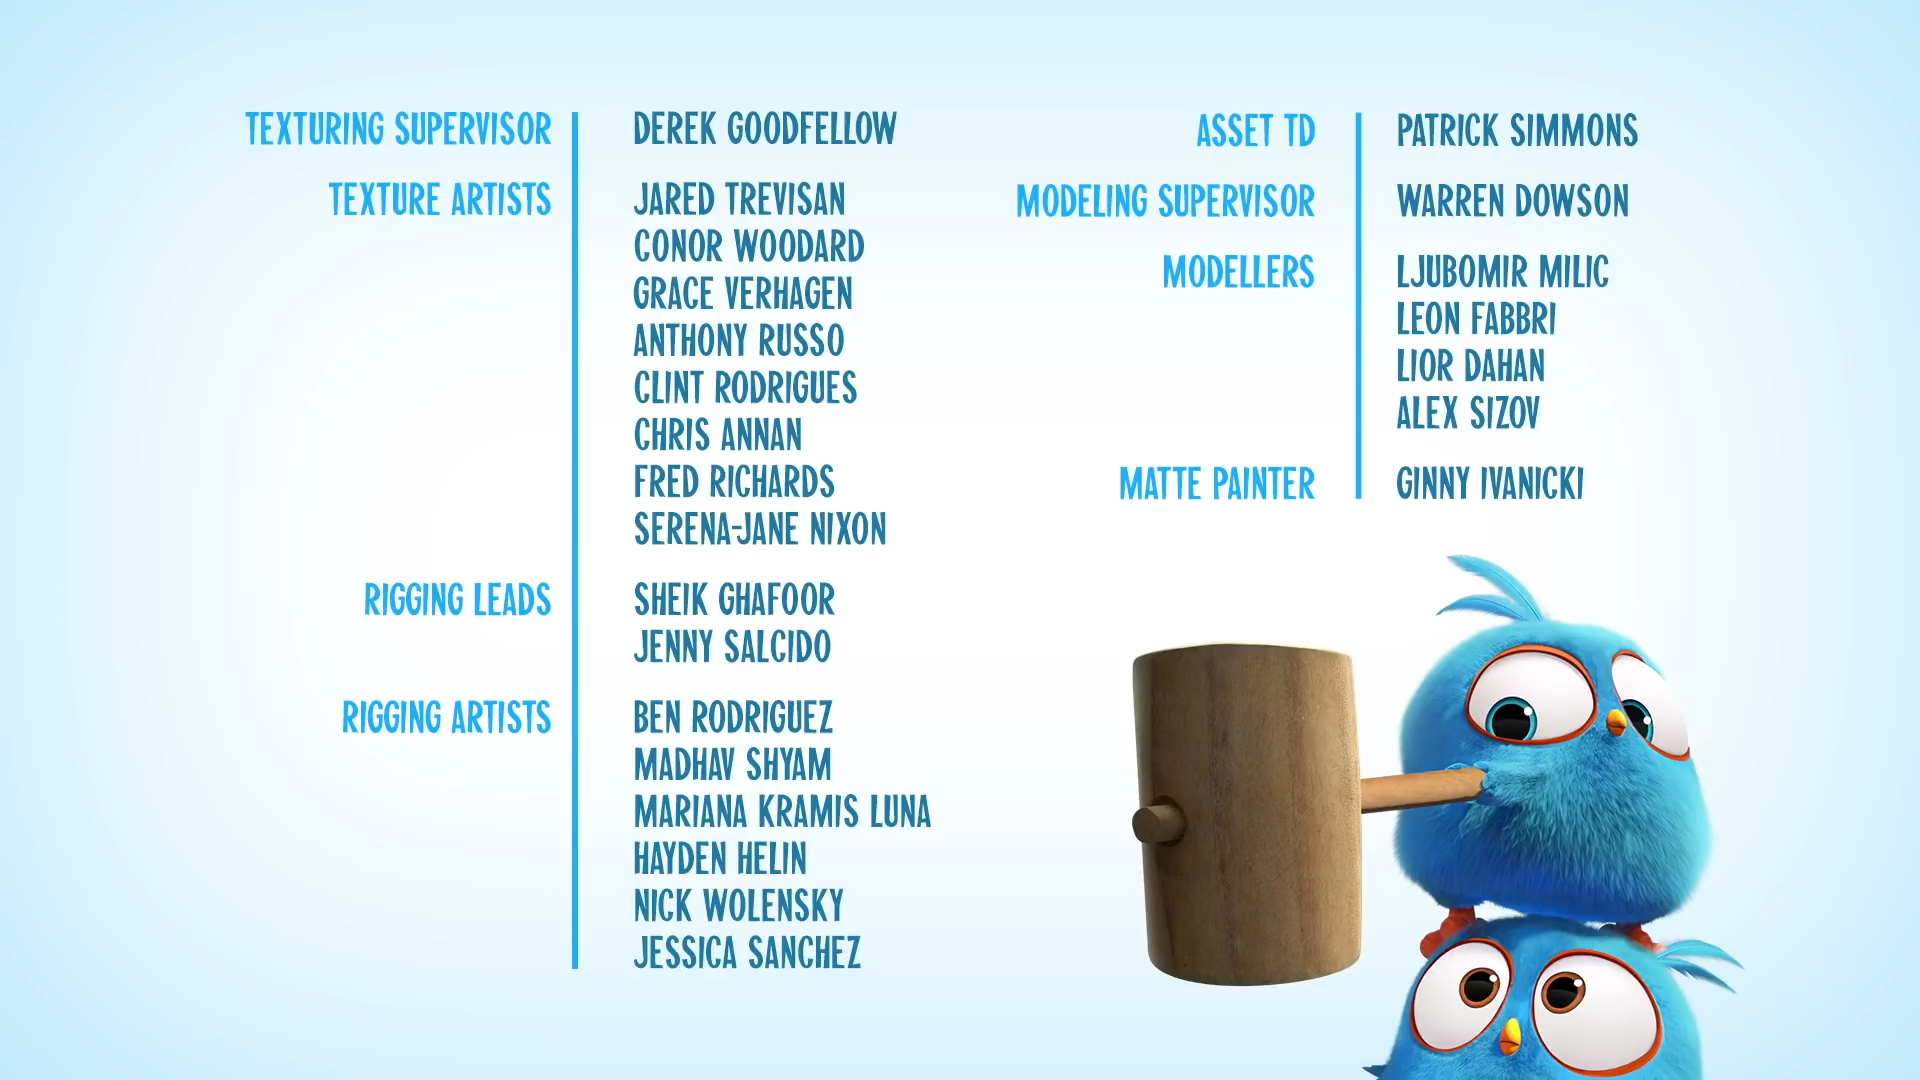 TEXTURING SUPERVISOR DEREK GOODFELLOW
TEXTURE ARTISTS JARED TREVISAN
CONOR WOODARD
GRACE VERHAGEN
ANTHONY RUSSO
CLINT RODRIGUES
CHRIS ANNAN
FRED RICHARDS
SERENA-JANE NIXON
RIGGING LEADS SHEIK GHAFOOR
JENNY SALCIDO
RIGGING ARTISTS BEN RODRIGUEZ
MADHAV SHYAM
MARIANA KRAMIS LUNA
HAYDEN HELIN
NICK WOLENSKY
JESSICA SANCHEZ
ASSET TD PATRICK SIMMONS
MODELING SUPERVISOR WARREN DOWSON
MODELLERS LJUBOMIR MILIC
LEON FABBRI
LIOR DAHAN
ALEX SIZOV
MATTE PAINTER GINNY IVANICKI